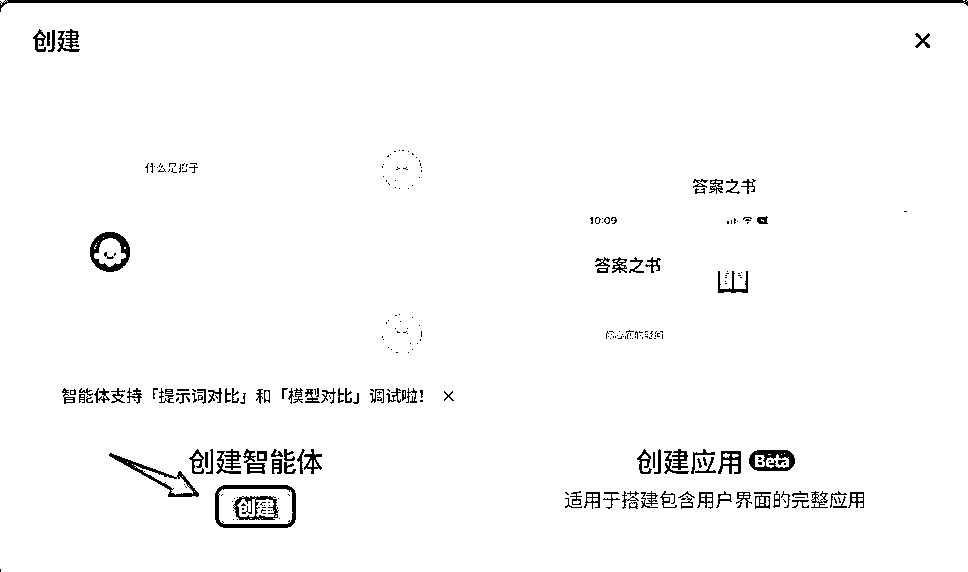 创建
什么是粒子
答案之书
10:09
答案之书
智能体支持「提示词对比」和「模型对比」调试啦！
创建智能体
创建
创建应用 Beta
适用于搭建包含用户界面的完整应用